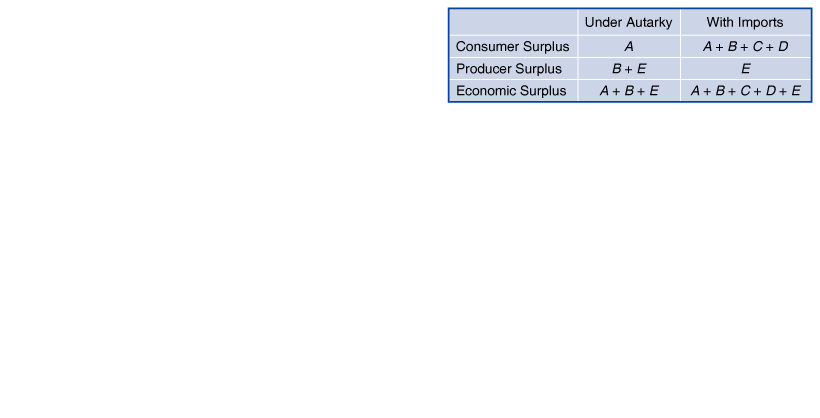 Under Autarky With Imports
Consumer Surplus A A + B + C + D
Producer Surplus B + E E
Economic Surplus A + B + E A + B + C + D + E